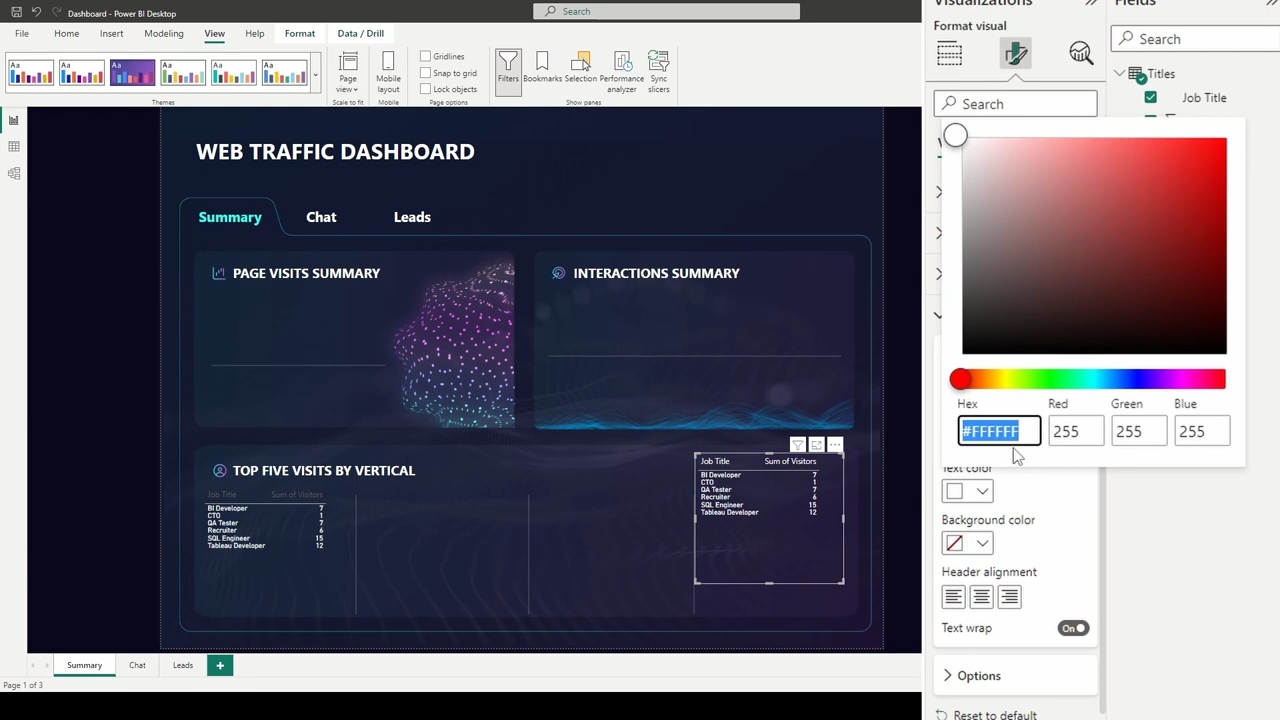 Dashboard - Power BI Desktop
Search
File Home Insert Modeling View Help Format Data / Drill
Aa Aa Aa Aa Aa Aa
Page view
Mobile layout
Gridlines
Snap to grid
Lock objects
Filters
Bookmarks
Selection
Performance analyzer
Sync slicers
Themes
Scale to fit
Mobile
Page options
Show panes
WEB TRAFFIC DASHBOARD
Summary Chat Leads
PAGE VISITS SUMMARY
INTERACTIONS SUMMARY
TOP FIVE VISITS BY VERTICAL
Job Title Sum of Visitors
BI Developer 7
CTO 1
QA Tester 7
Recruiter 6
SQL Engineer 15
Tableau Developer 12
Job Title Sum of Visitors
BI Developer 7
CTO 1
QA Tester 7
Recruiter 6
SQL Engineer 15
Tableau Developer 12
Summary Chat Leads +
Page 1 of 3
Visualizations
Format visual
Search
Fields
Search
Titles
Job Title
Hex Red Green Blue
#FFFFFF 255 255 255
Text color
Background color
Header alignment
Text wrap On
Options
Reset to default